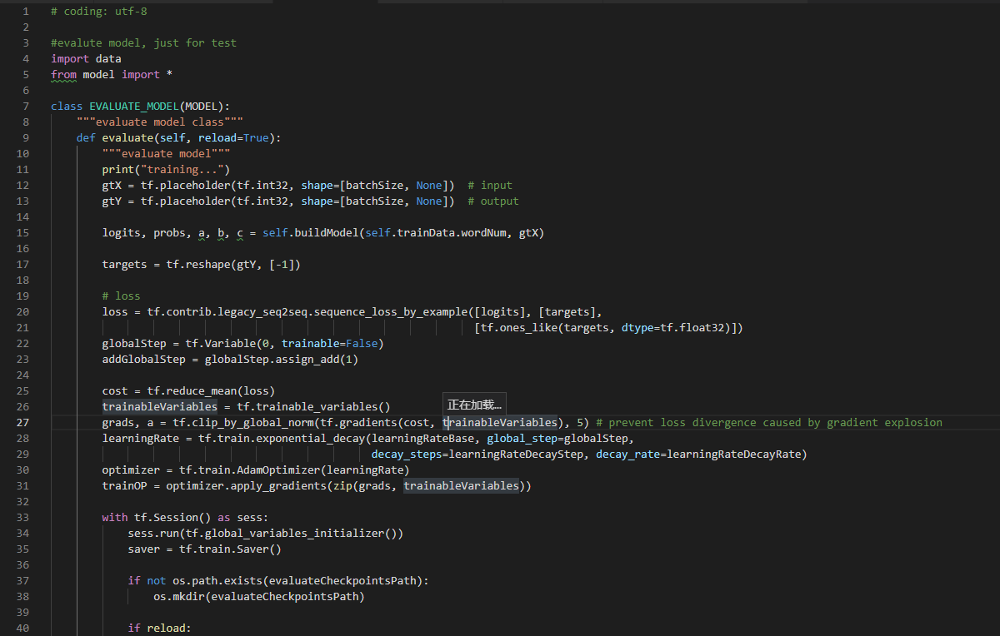 1 # coding: utf-8
2
3 #evalute model, just for test
4 import data
5 from model import *
6
7 class EVALUATE_MODEL(MODEL):
8 """evaluate model class"""
9 def evaluate(self, reload=True):
10 """evaluate model"""
11 print("training...")
12 gtX = tf.placeholder(tf.int32, shape=[batchSize, None])  # input
13 gtY = tf.placeholder(tf.int32, shape=[batchSize, None])  # output
14
15 logits, probs, a, b, c = self.buildModel(self.trainData.wordNum, gtX)
16
17 targets = tf.reshape(gtY, [-1])
18
19 # loss
20 loss = tf.contrib.legacy_seq2seq.sequence_loss_by_example([logits], [targets],
21 [tf.ones_like(targets, dtype=tf.float32)])
22 globalStep = tf.Variable(0, trainable=False)
23 addGlobalStep = globalStep.assign_add(1)
24
25 cost = tf.reduce_mean(loss)
26 trainableVariables = tf.trainable_variables()
正在加载...
27 grads, a = tf.clip_by_global_norm(tf.gradients(cost, trainableVariables), 5) # prevent loss divergence caused by gradient explosion
28 learningRate = tf.train.exponential_decay(learningRateBase, global_step=globalStep,
29 decay_steps=learningRateDecayStep, decay_rate=learningRateDecayRate)
30 optimizer = tf.train.AdamOptimizer(learningRate)
31 trainOP = optimizer.apply_gradients(zip(grads, trainableVariables))
32
33 with tf.Session() as sess:
34 sess.run(tf.global_variables_initializer())
35 saver = tf.train.Saver()
36
37 if not os.path.exists(evaluateCheckpointsPath):
38 os.mkdir(evaluateCheckpointsPath)
39
40 if reload: